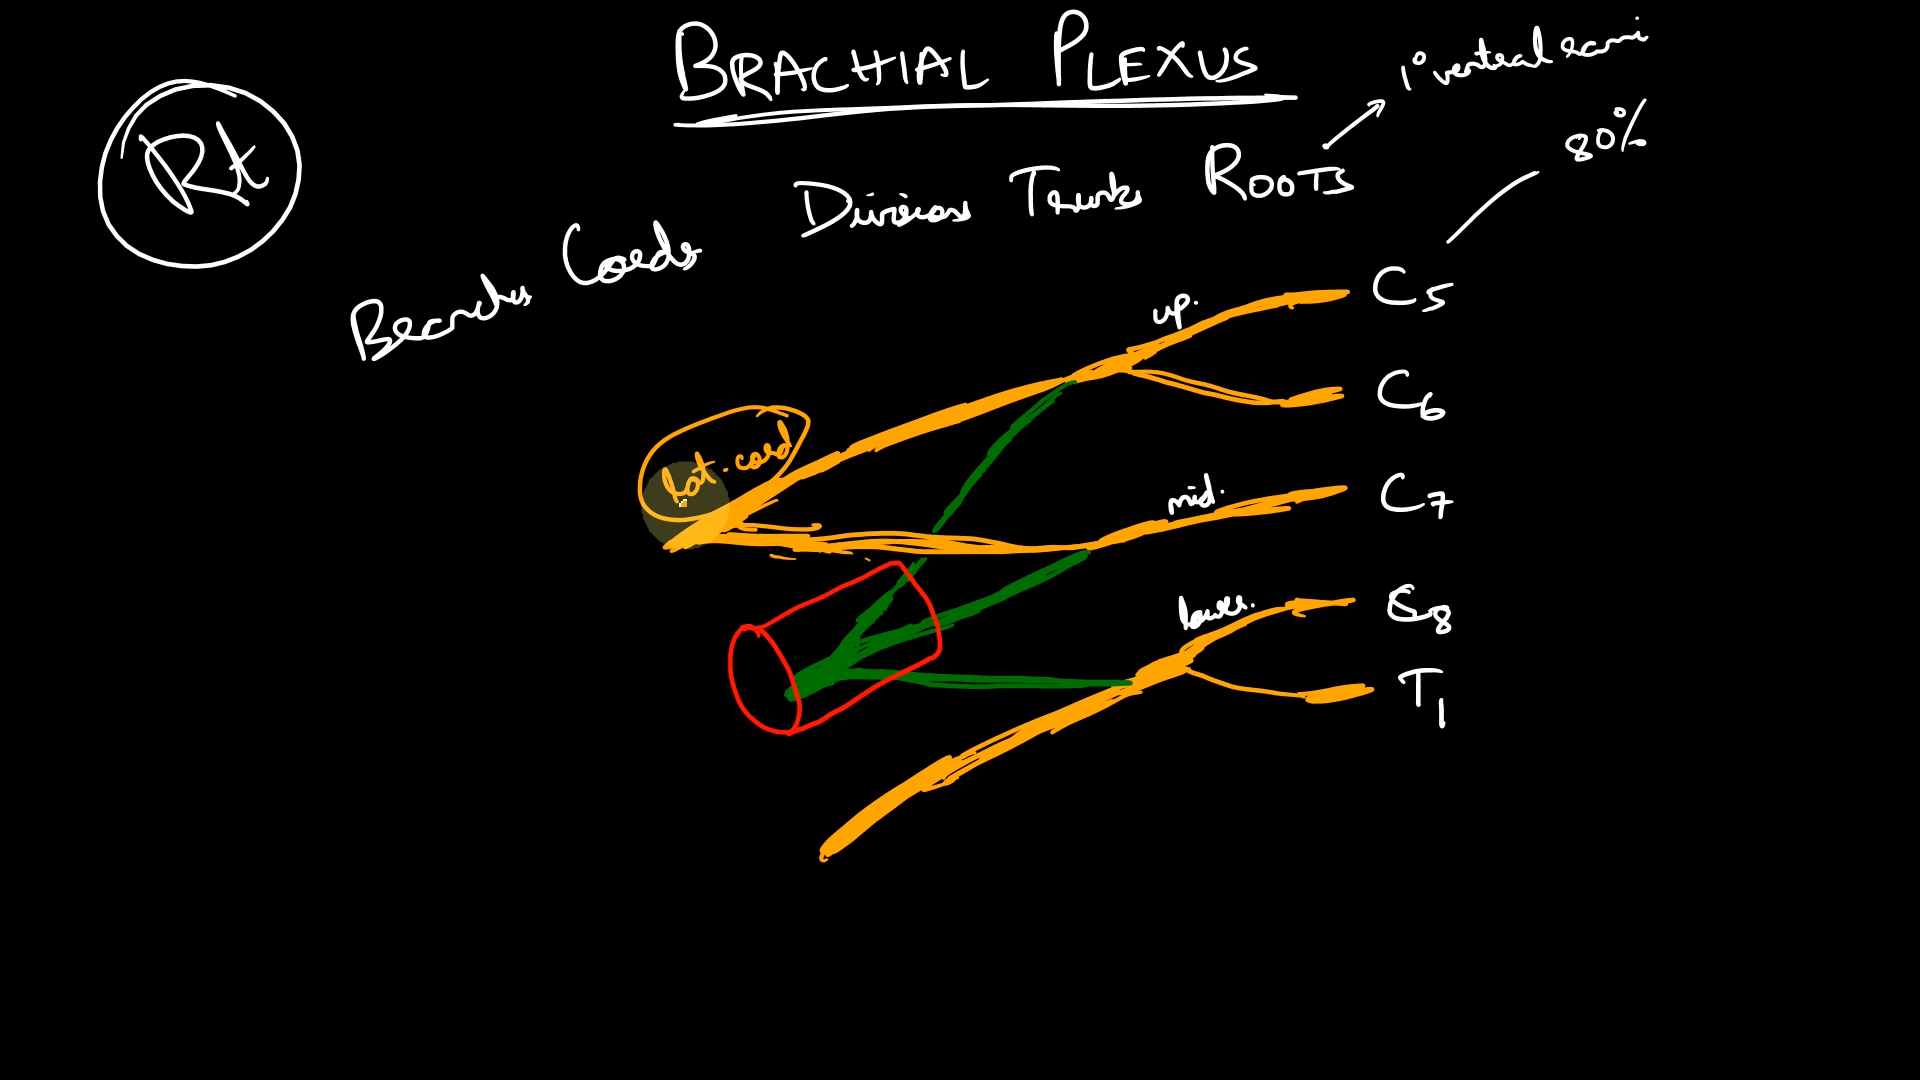 BRACHIAL PLEXUS
1° ventral rami
Rt
80%
Branches Cords Divisions Trunks ROOTS
C5
up.
C6
lat. cord
mid.
C7
lower.
C8
T1